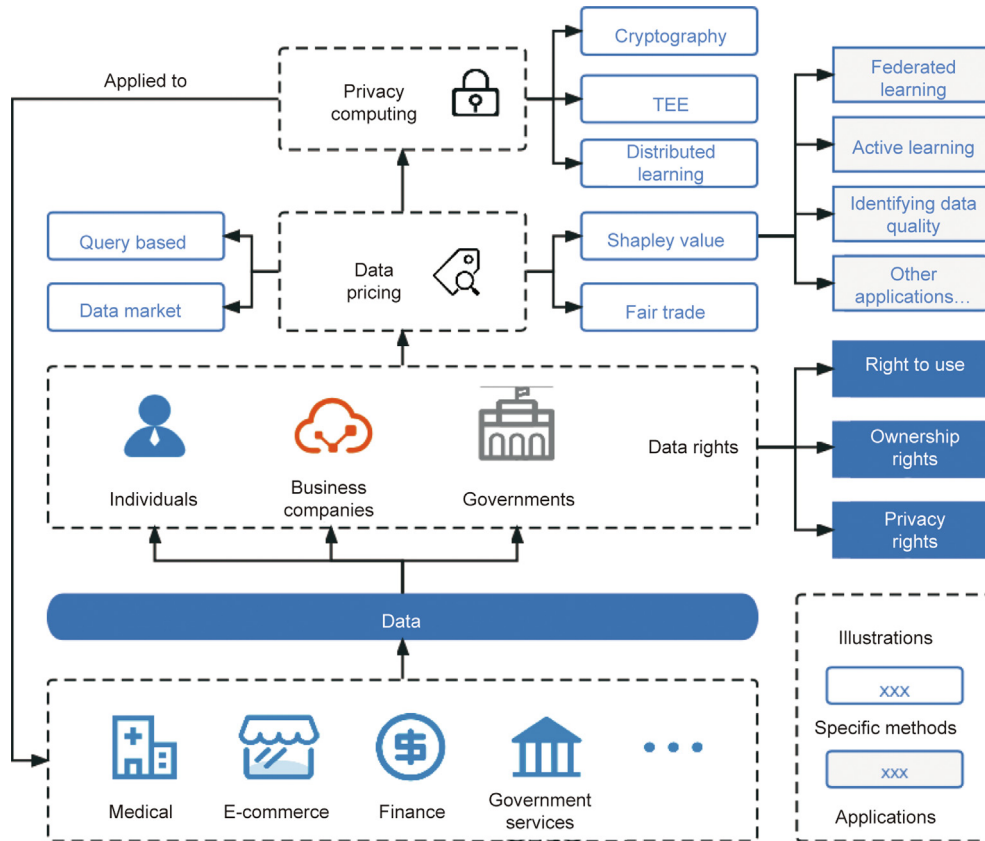 Applied to
Privacy
computing
Cryptography
TEE
Distributed
learning
Federated
learning
Active learning
Identifying data
quality
Other
applications…
Query based
Data market
Data
pricing
Shapley value
Fair trade
Individuals
Business
companies
Governments
Data rights
Right to use
Ownership
rights
Privacy
rights
Data
Medical
E-commerce
Finance
Government
services
Illustrations
xxx
Specific methods
xxx
Applications